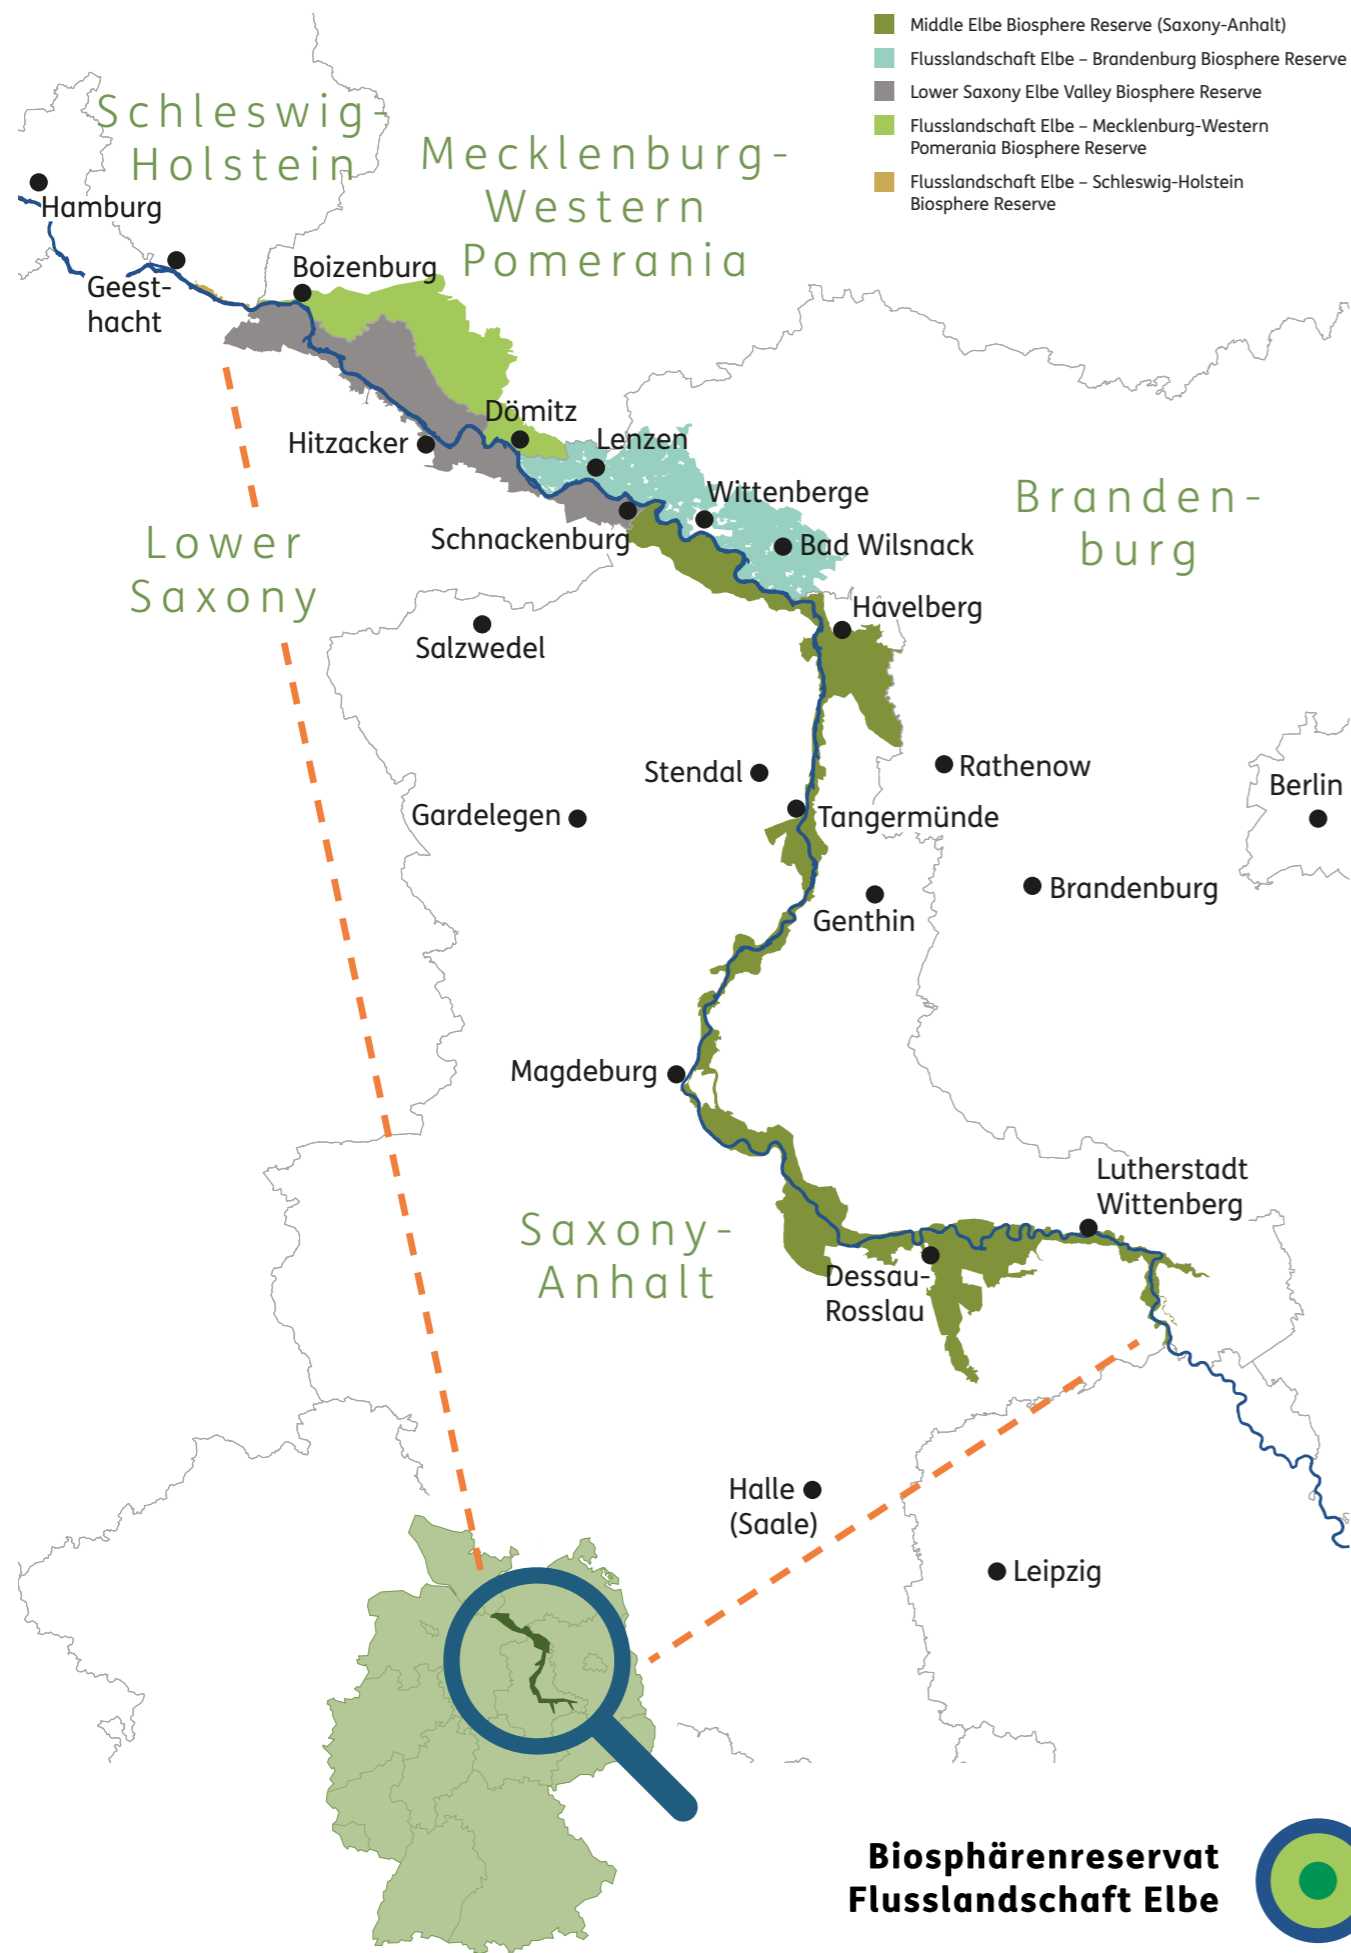 Middle Elbe Biosphere Reserve (Saxony-Anhalt)
Flusslandschaft Elbe – Brandenburg Biosphere Reserve
Lower Saxony Elbe Valley Biosphere Reserve
Flusslandschaft Elbe – Mecklenburg-Western
Pomerania Biosphere Reserve
Flusslandschaft Elbe – Schleswig-Holstein
Biosphere Reserve
Schleswig-
Holstein
Mecklenburg-
Western
Pomerania
Hamburg
Geest-
hacht
Boizenburg
Dömitz
Hitzacker
Lenzen
Wittenberge
Schnackenburg
Bad Wilsnack
Branden-
burg
Lower
Saxony
Havelberg
Salzwedel
Stendal
Rathenow
Berlin
Gardelegen
Tangermünde
Brandenburg
Genthin
Magdeburg
Lutherstadt
Wittenberg
Saxony-
Anhalt
Dessau-
Rosslau
Halle
(Saale)
Leipzig
Biosphärenreservat
Flusslandschaft Elbe